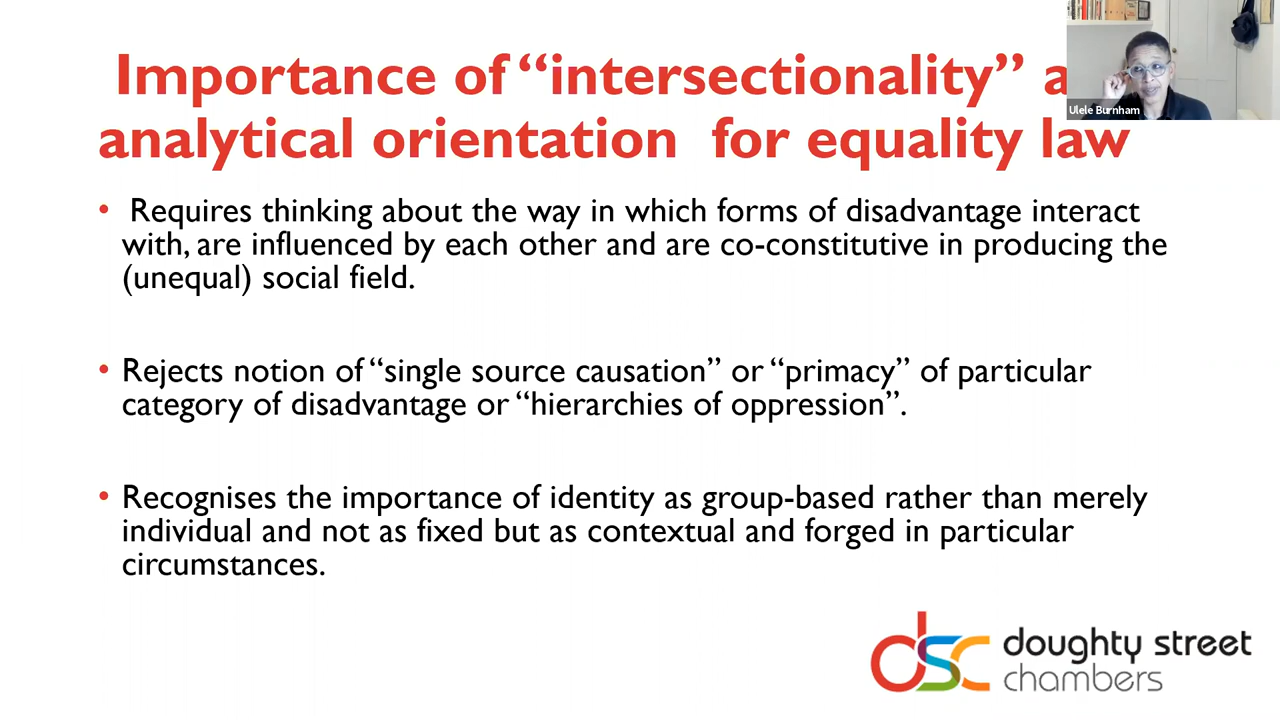 Importance of “intersectionality” a
analytical orientation for equality law
Ulele Burnham
• Requires thinking about the way in which forms of disadvantage interact
with, are influenced by each other and are co-constitutive in producing the
(unequal) social field.
• Rejects notion of “single source causation” or “primacy” of particular
category of disadvantage or “hierarchies of oppression”.
• Recognises the importance of identity as group-based rather than merely
individual and not as fixed but as contextual and forged in particular
circumstances.
dsc doughty street
chambers